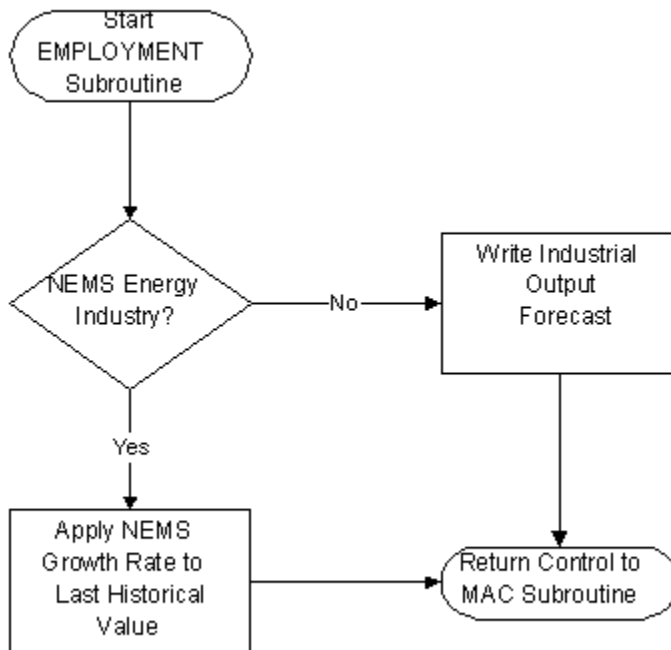 Start
EMPLOYMENT
Subroutine
NEMS Energy
Industry?
No
Write Industrial
Output
Forecast
Yes
Apply NEMS
Growth Rate to
Last Historical
Value
Return Control to
MAC Subroutine